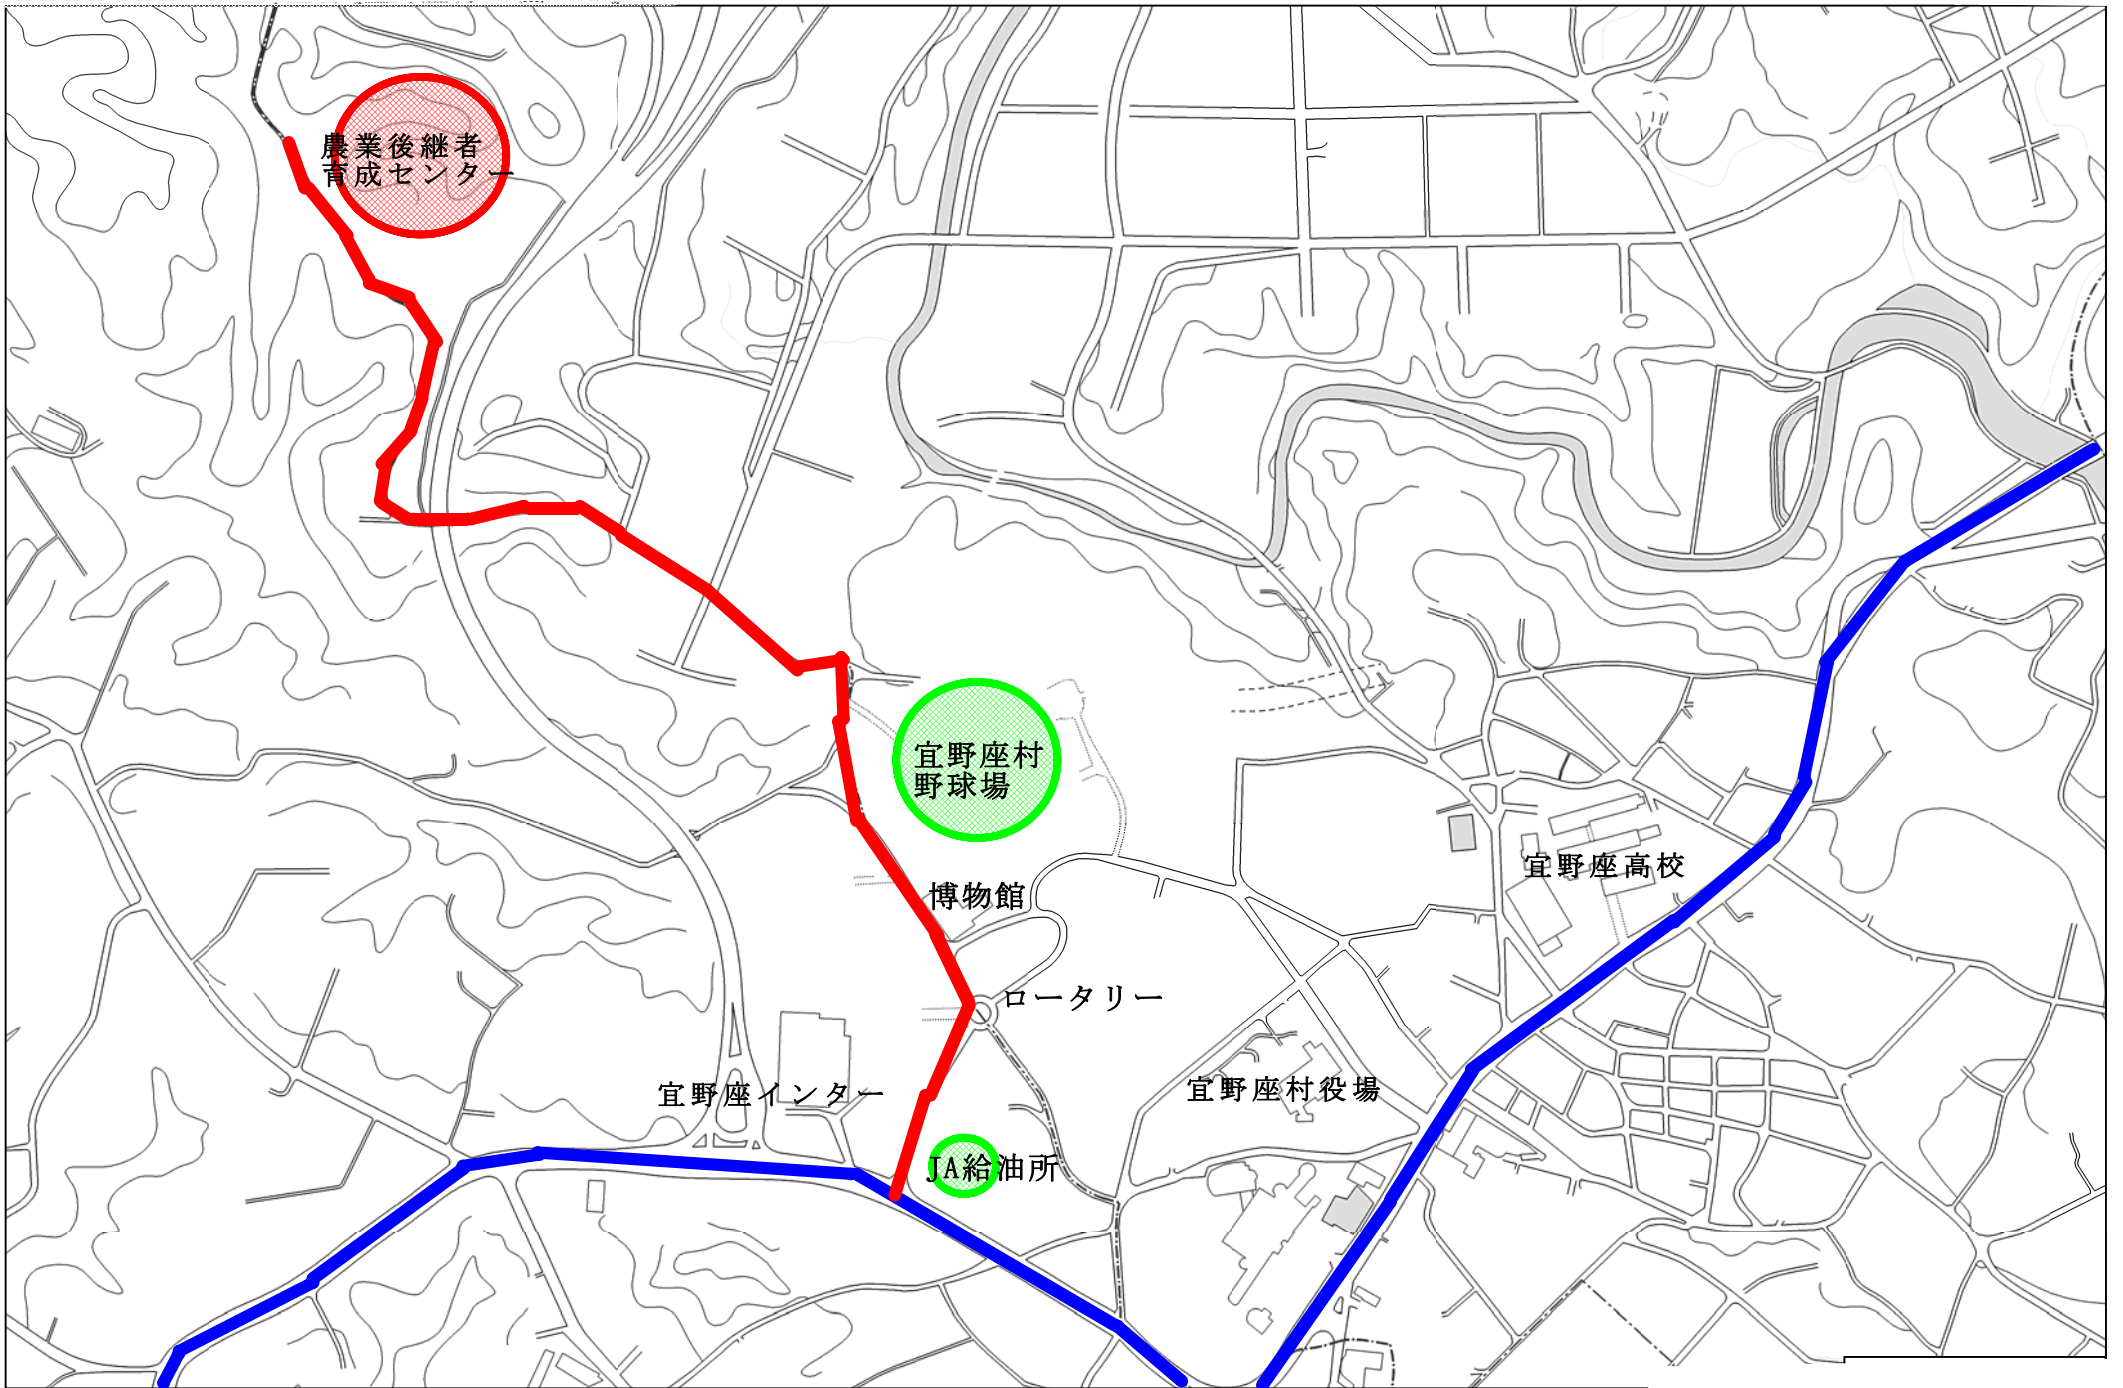 農業後継者
育成センター
宜野座村
野球場
宜野座高校
博物館
ロータリー
宜野座インター
宜野座村役場
JA給油所